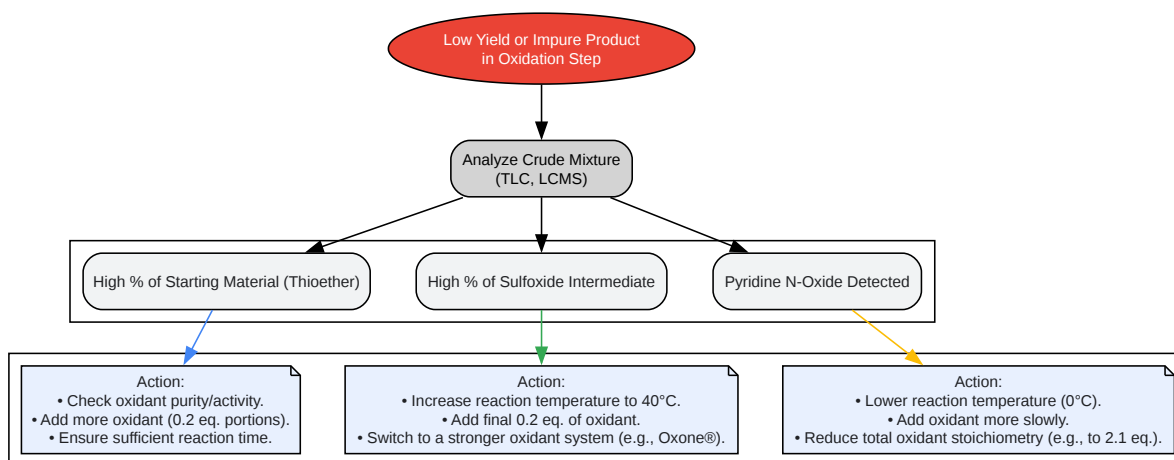 Low Yield or Impure Product
in Oxidation Step
Analyze Crude Mixture
(TLC, LCMS)
High % of Starting Material (Thioether)
High % of Sulfoxide Intermediate
Pyridine N-Oxide Detected
Action:
• Check oxidant purity/activity.
• Add more oxidant (0.2 eq. portions).
• Ensure sufficient reaction time.
Action:
• Increase reaction temperature to 40°C.
• Add final 0.2 eq. of oxidant.
• Switch to a stronger oxidant system (e.g., Oxone®).
Action:
• Lower reaction temperature (0°C).
• Add oxidant more slowly.
• Reduce total oxidant stoichiometry (e.g., to 2.1 eq.).